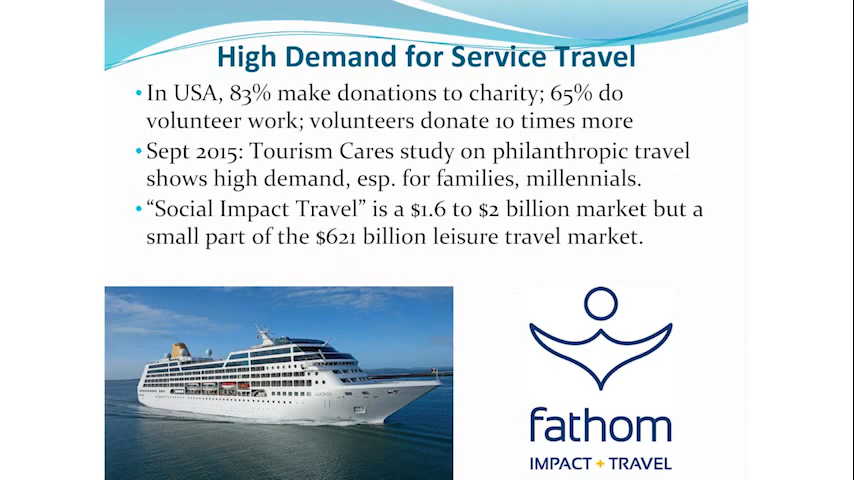 High Demand for Service Travel
• In USA, 83% make donations to charity; 65% do
volunteer work; volunteers donate 10 times more
• Sept 2015: Tourism Cares study on philanthropic travel
shows high demand, esp. for families, millennials.
• “Social Impact Travel” is a $1.6 to $2 billion market but a
small part of the $621 billion leisure travel market.
fathom
IMPACT + TRAVEL